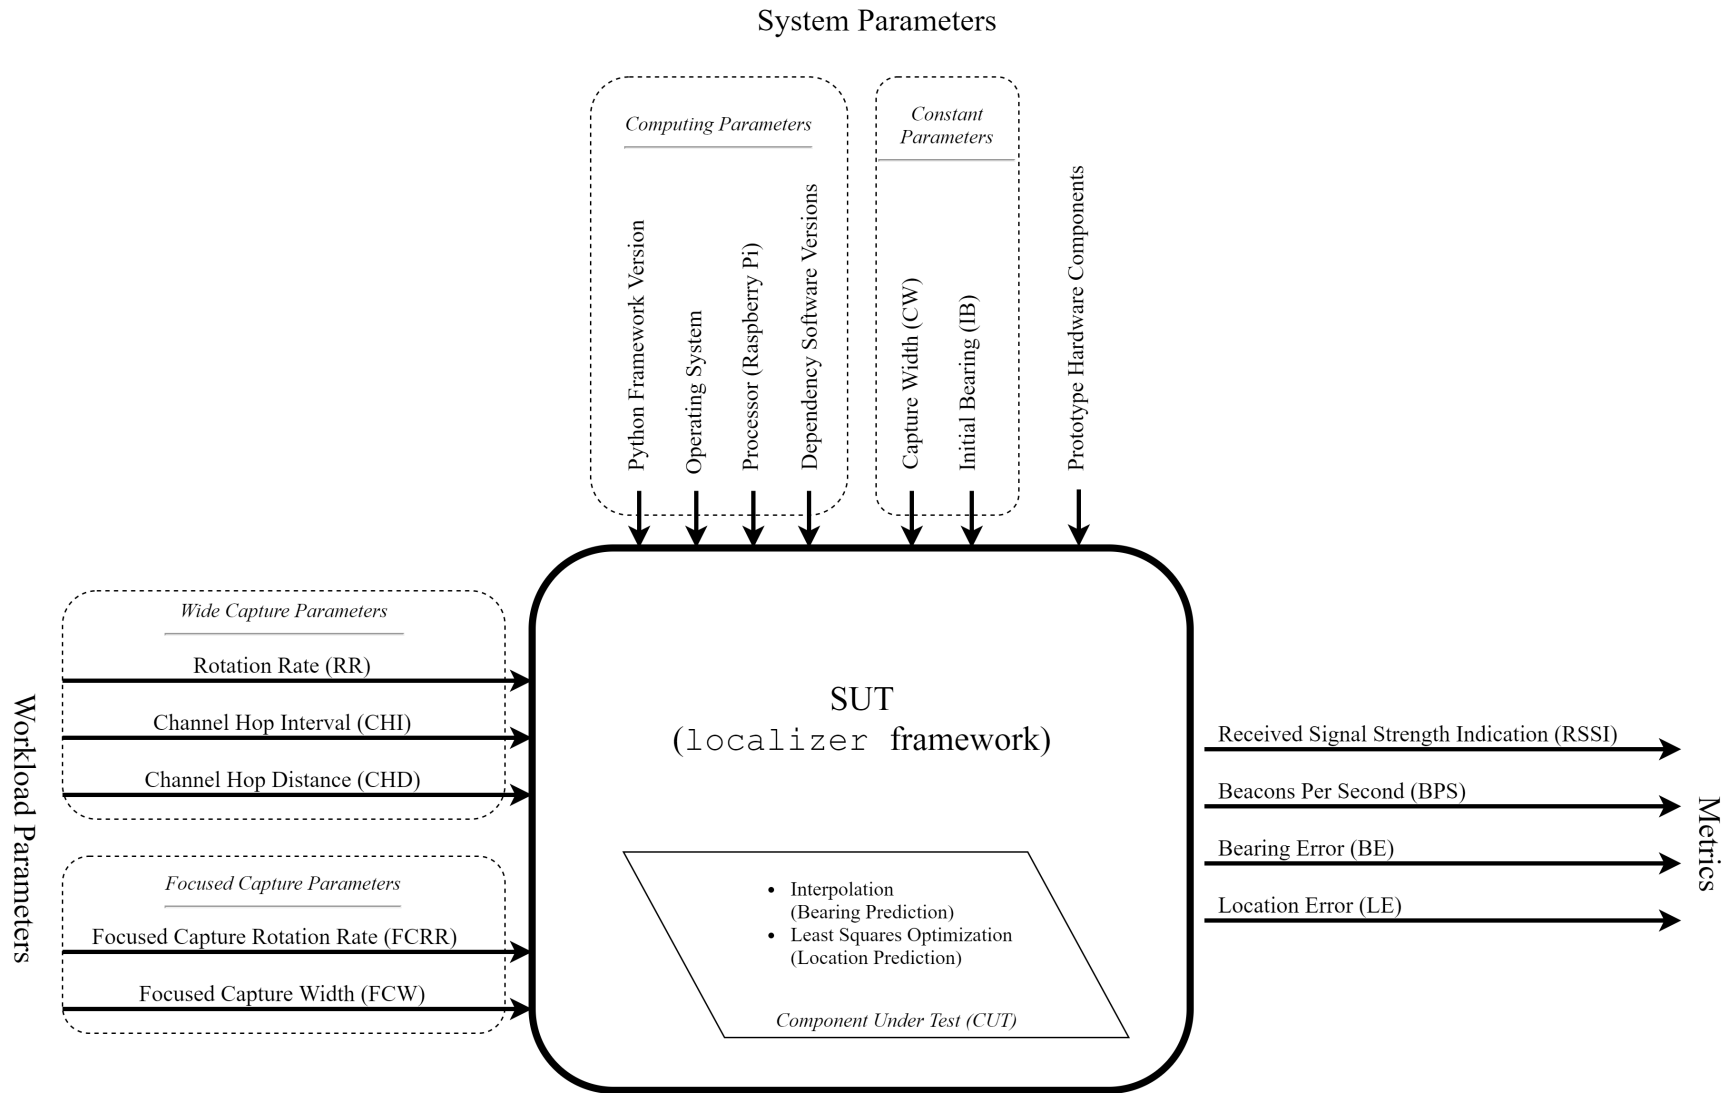 System Parameters
Computing Parameters
Constant
Parameters
Python Framework Version
Operating System
Processor (Raspberry Pi)
Dependency Software Versions
Capture Width (CW)
Initial Bearing (IB)
Prototype Hardware Components
Workload Parameters
Wide Capture Parameters
Rotation Rate (RR)
Channel Hop Interval (CHI)
Channel Hop Distance (CHD)
Focused Capture Parameters
Focused Capture Rotation Rate (FCRR)
Focused Capture Width (FCW)
SUT
(localizer framework)
• Interpolation
(Bearing Prediction)
• Least Squares Optimization
(Location Prediction)
Component Under Test (CUT)
Received Signal Strength Indication (RSSI)
Beacons Per Second (BPS)
Bearing Error (BE)
Location Error (LE)
Metrics